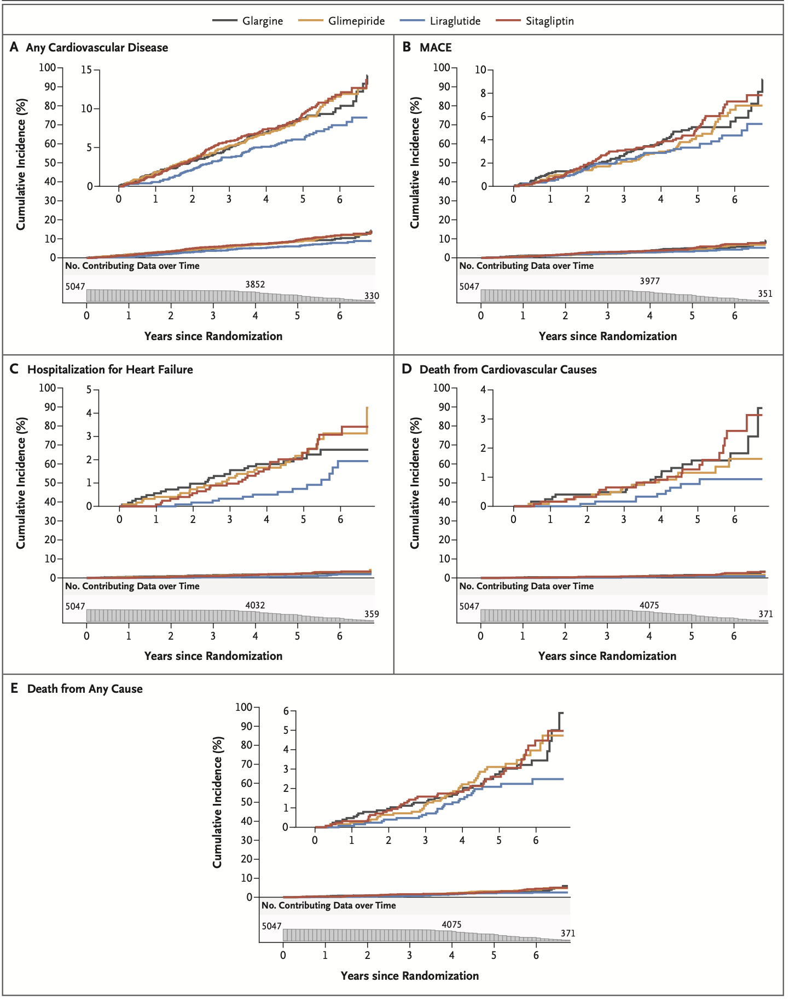 Glargine Glimepiride Liraglutide Sitagliptin
A Any Cardiovascular Disease
Cumulative Incidence (%)
100
90
80
70
60
50
40
30
20
10
0
15
10
5
0
0 1 2 3 4 5 6
No. Contributing Data over Time
5047 3852 330
0 1 2 3 4 5 6
Years since Randomization
B MACE
Cumulative Incidence (%)
100
90
80
70
60
50
40
30
20
10
0
10
8
6
4
2
0
0 1 2 3 4 5 6
No. Contributing Data over Time
5047 3977 351
0 1 2 3 4 5 6
Years since Randomization
C Hospitalization for Heart Failure
Cumulative Incidence (%)
100
90
80
70
60
50
40
30
20
10
0
5
4
3
2
1
0
0 1 2 3 4 5 6
No. Contributing Data over Time
5047 4032 359
0 1 2 3 4 5 6
Years since Randomization
D Death from Cardiovascular Causes
Cumulative Incidence (%)
100
90
80
70
60
50
40
30
20
10
0
4
3
2
1
0
0 1 2 3 4 5 6
No. Contributing Data over Time
5047 4075 371
0 1 2 3 4 5 6
Years since Randomization
E Death from Any Cause
Cumulative Incidence (%)
100
90
80
70
60
50
40
30
20
10
0
6
5
4
3
2
1
0
0 1 2 3 4 5 6
No. Contributing Data over Time
5047 4075 371
0 1 2 3 4 5 6
Years since Randomization